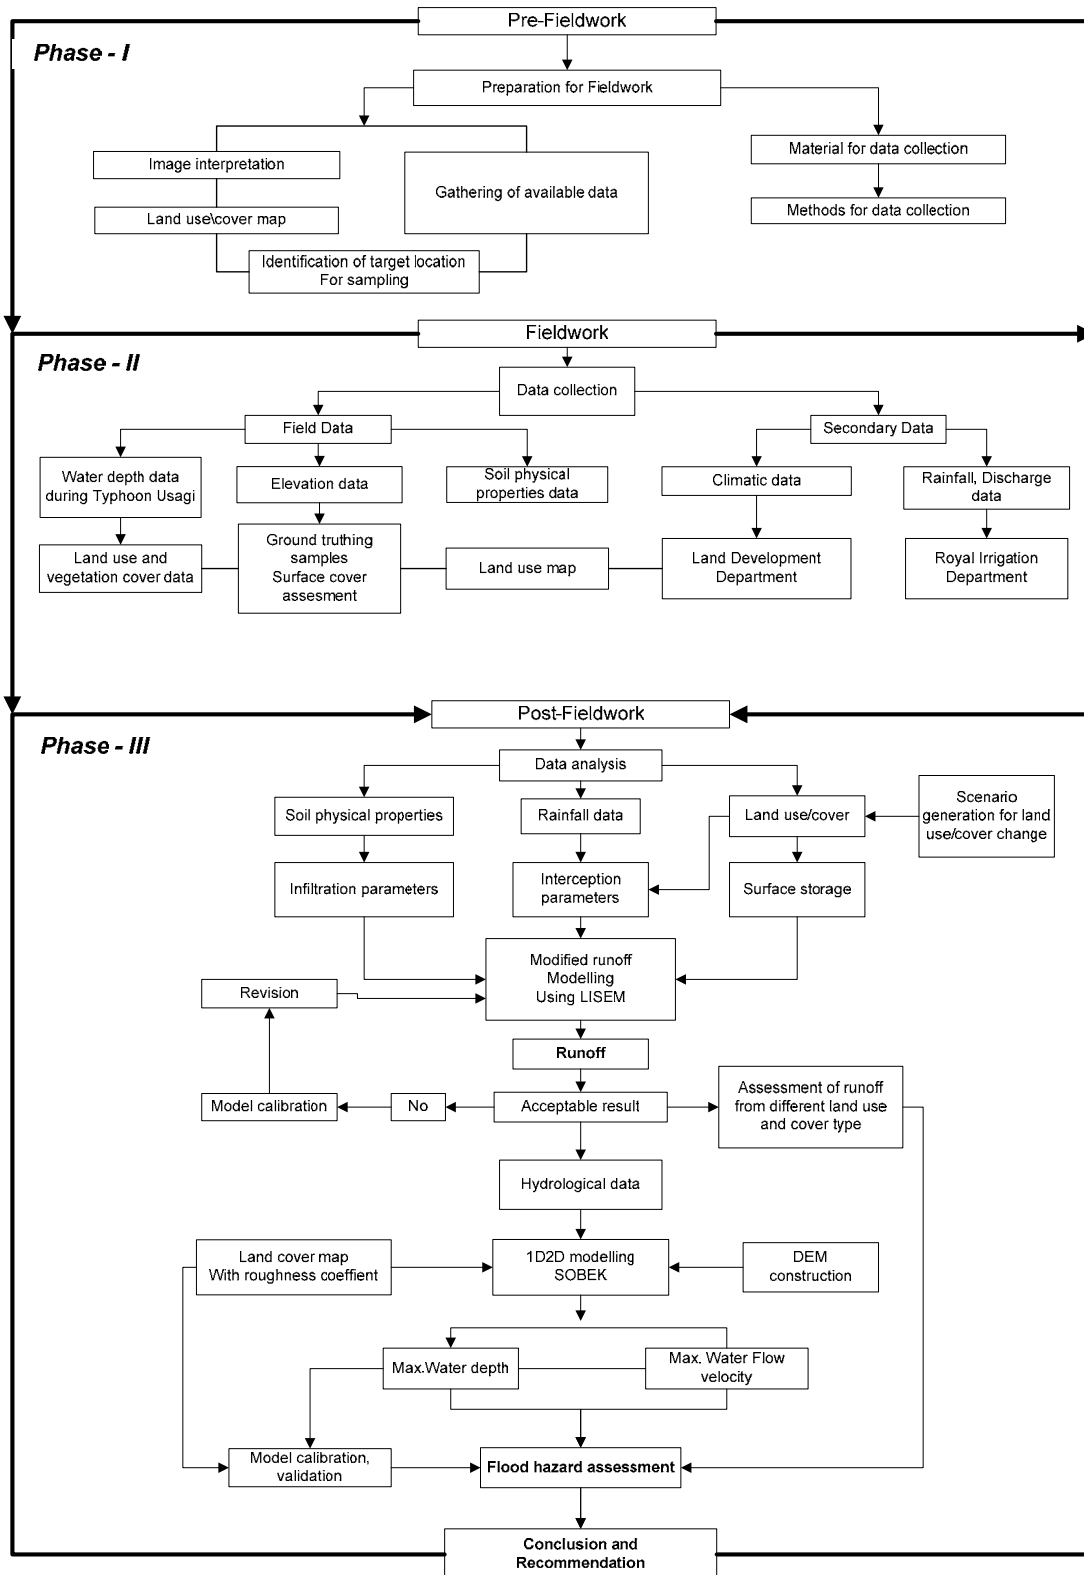 Pre-Fieldwork
Phase - I
Preparation for Fieldwork
Image interpretation
Material for data collection
Gathering of available data
Land use\cover map
Methods for data collection
Identification of target location
For sampling
Fieldwork
Phase - II
Data collection
Field Data
Secondary Data
Water depth data
during Typhoon Usagi
Elevation data
Soil physical
properties data
Climatic data
Rainfall, Discharge
data
Land use and
vegetation cover data
Ground truthing
samples
Surface cover
assesment
Land use map
Land Development
Department
Royal Irrigation
Department
Post-Fieldwork
Phase - III
Data analysis
Soil physical properties
Rainfall data
Land use/cover
Scenario
generation for land
use/cover change
Infiltration parameters
Interception
parameters
Surface storage
Modified runoff
Modelling
Using LISEM
Revision
Runoff
Model calibration
No
Acceptable result
Assessment of runoff
from different land use
and cover type
Hydrological data
Land cover map
With roughness coeffient
1D2D modelling
SOBEK
DEM
construction
Max.Water depth
Max. Water Flow
velocity
Model calibration,
validation
Flood hazard assessment
Conclusion and
Recommendation